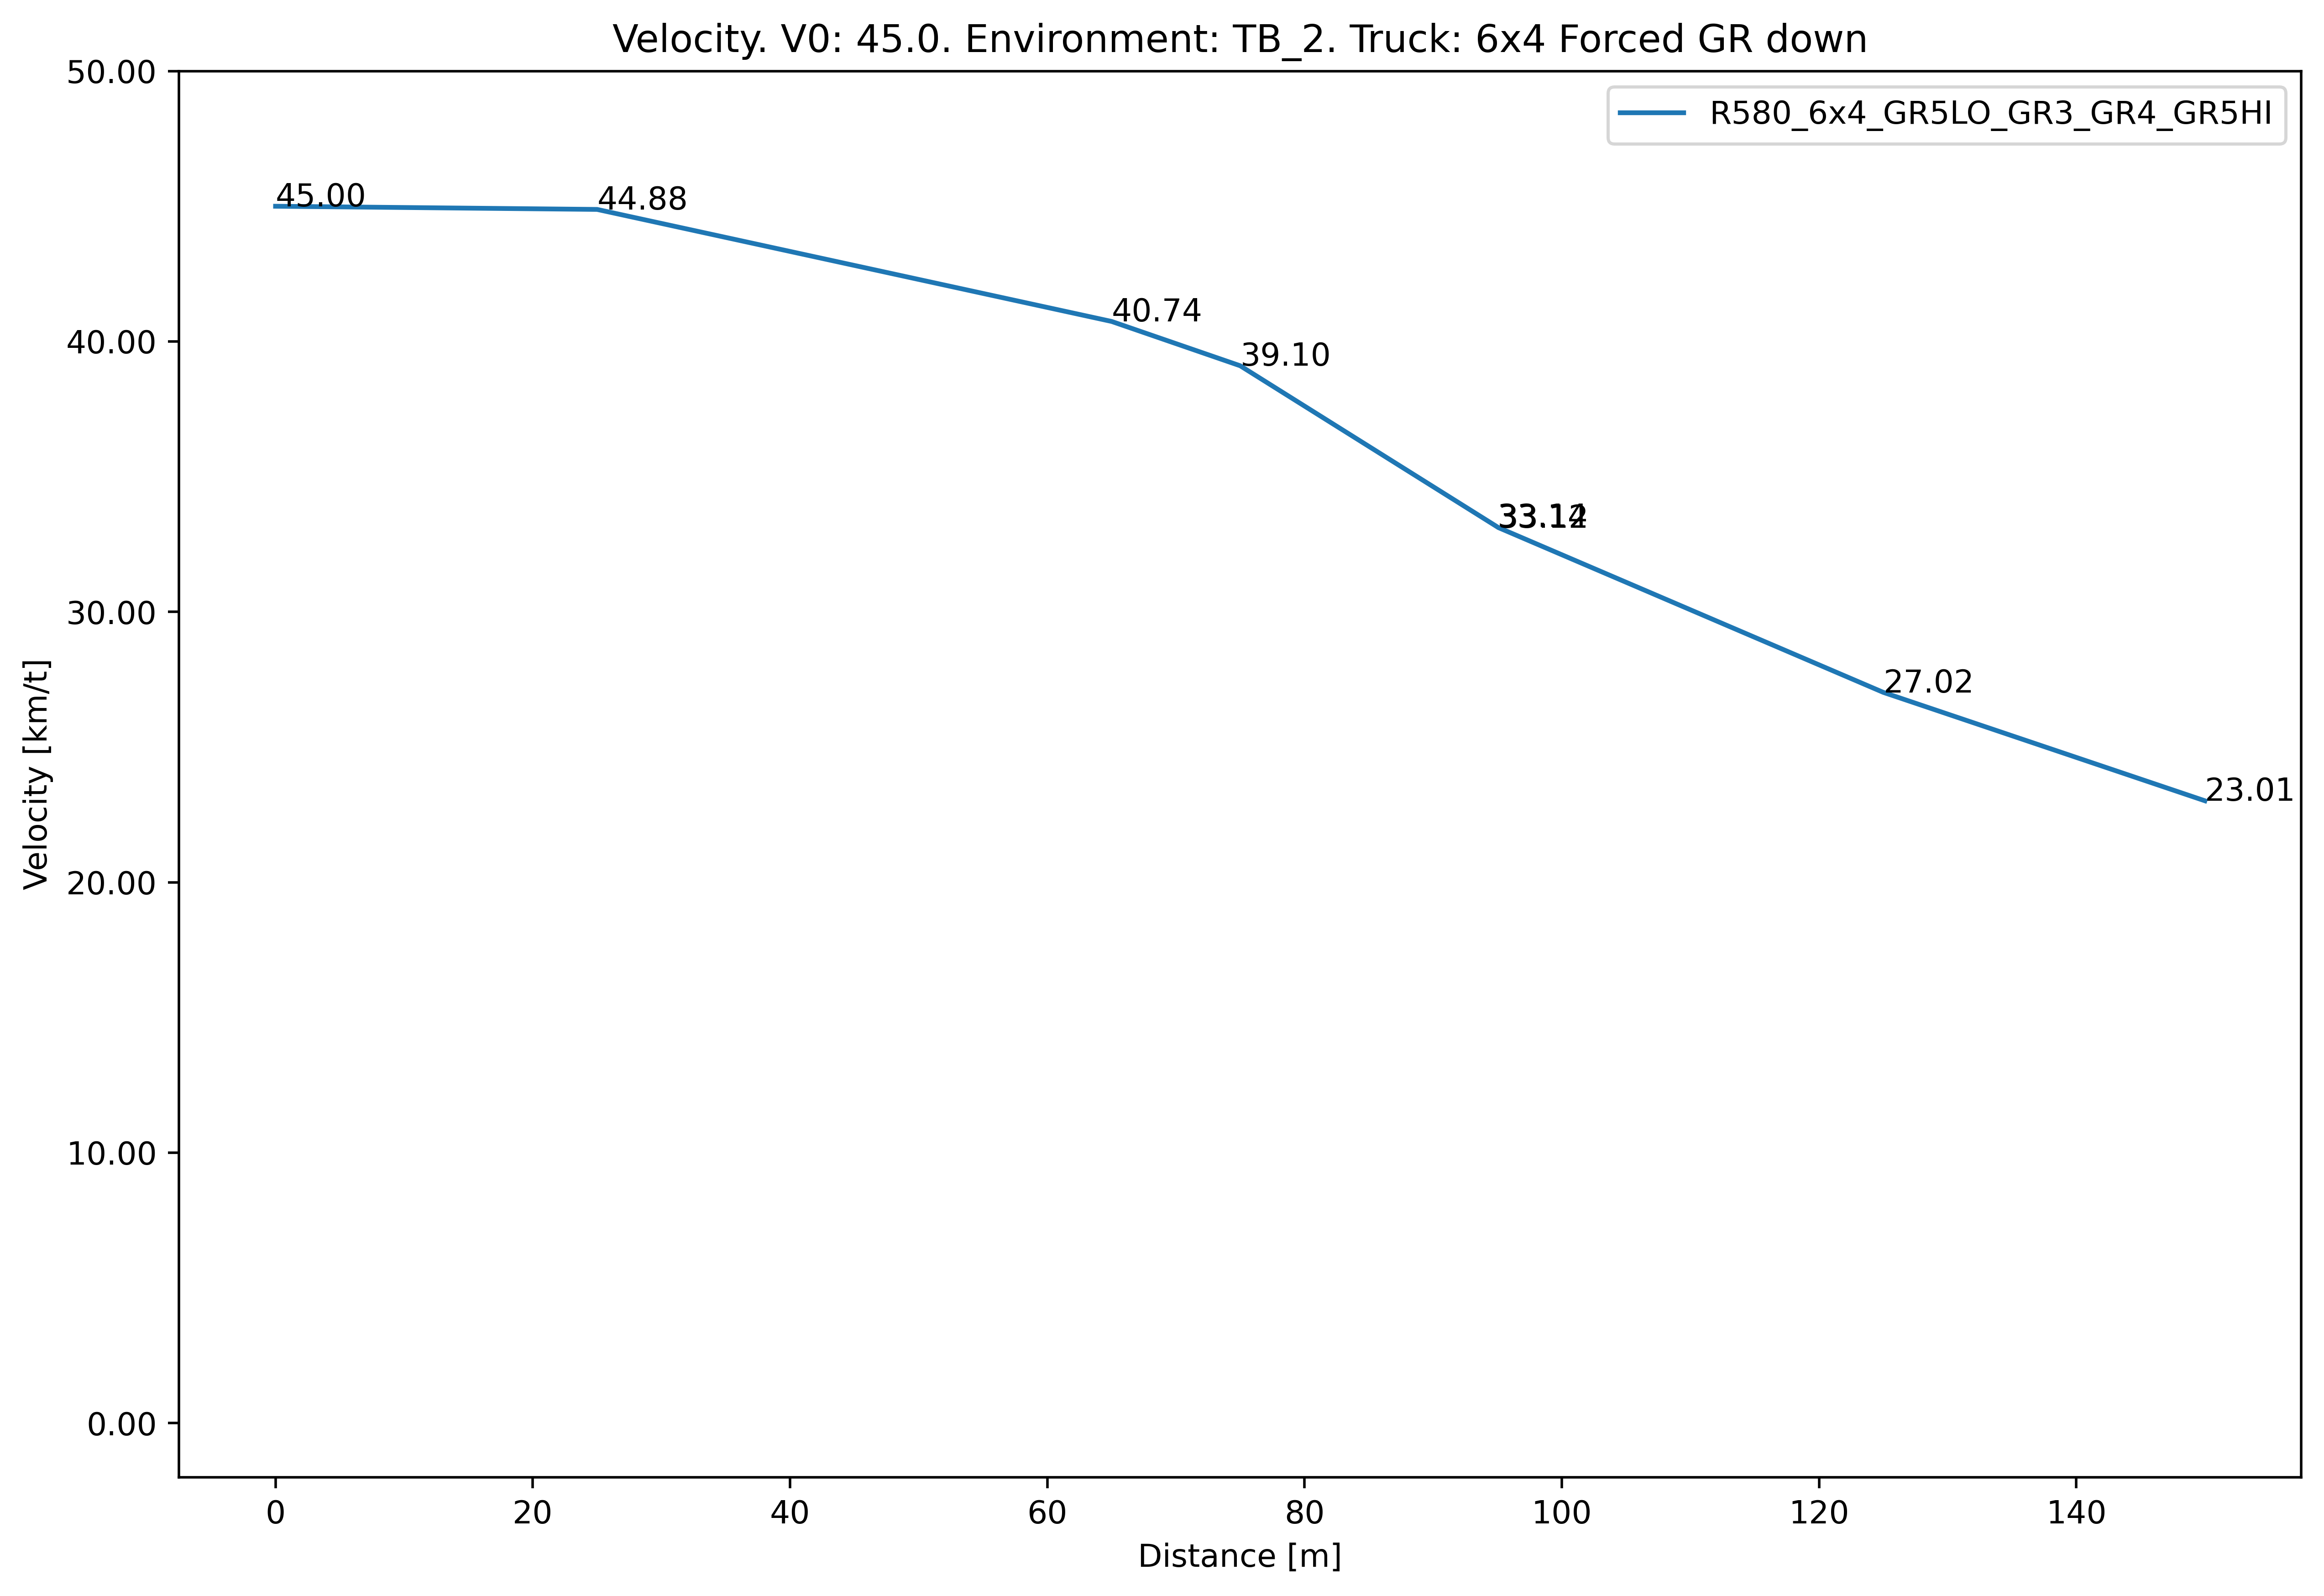 Velocity. V0: 45.0. Environment: TB_2. Truck: 6x4 Forced GR down
50.00
R580_6x4_GR5LO_GR3_GR4_GR5HI
45.00
44.88
40.74
40.00
39.10
30.00
27.02
23.01
20.00
10.00
0.00
Velocity [km/t]
0 20 40 60 80 100 120 140
Distance [m]